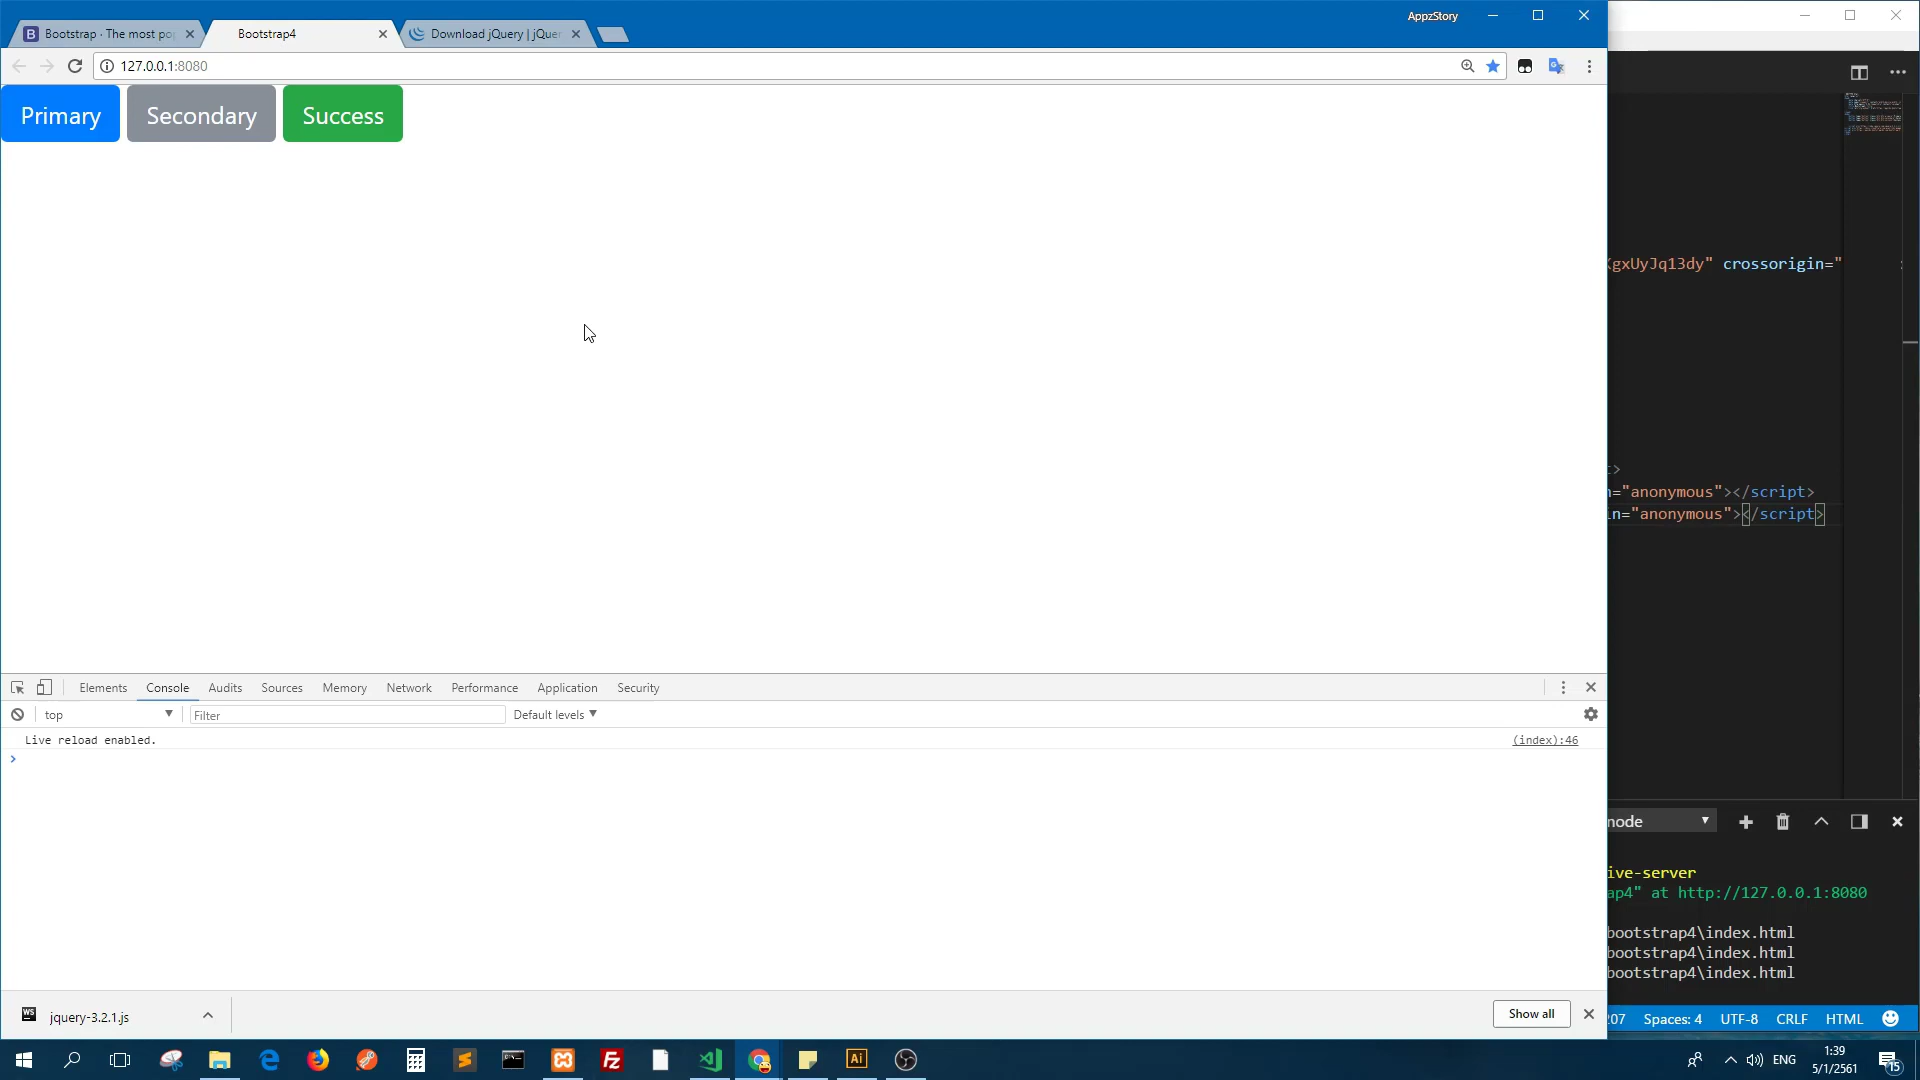 AppzStory
Bootstrap · The most po
Bootstrap4
Download jQuery | jQuer
127.0.0.1:8080
Primary
Secondary
Success
gxUyJq13dy" crossorigin="
>
="anonymous"></script>
in="anonymous"></script>
Elements
Console
Audits
Sources
Memory
Network
Performance
Application
Security
top
Filter
Default levels
Live reload enabled.
(index):46
node
ive-server
ap4" at http://127.0.0.1:8080
bootstrap4\index.html
bootstrap4\index.html
bootstrap4\index.html
jquery-3.2.1.js
Show all
207
Spaces: 4
UTF-8
CRLF
HTML
ENG
1:39
5/1/2561
15